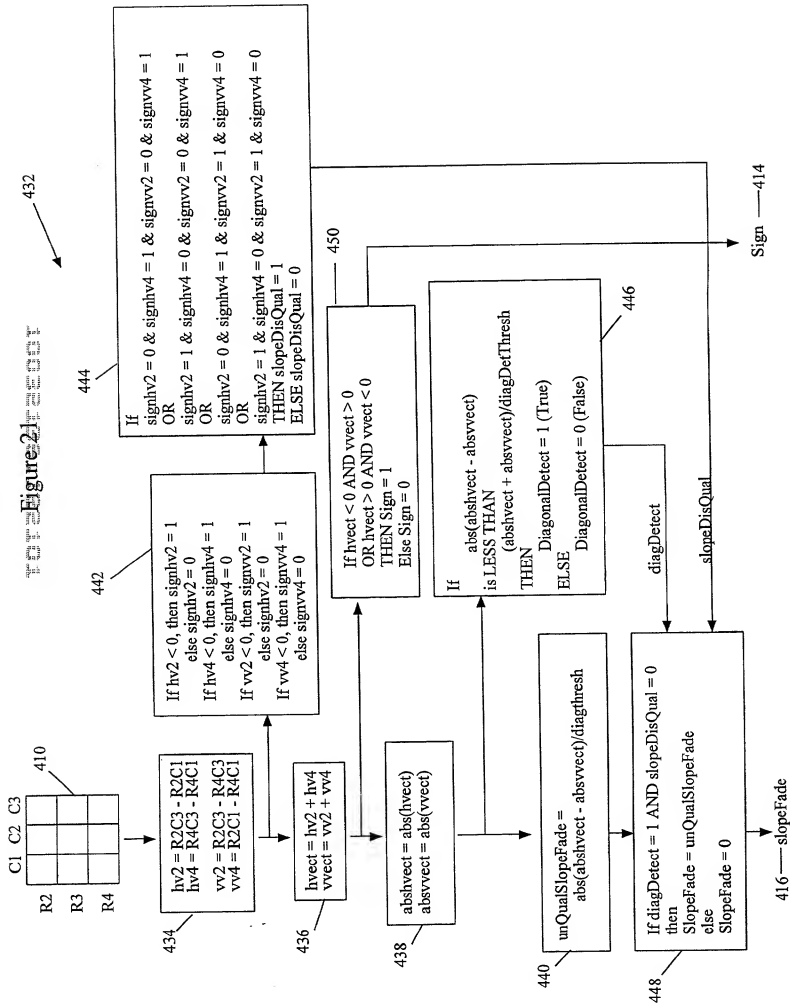 Figure 21
432
C1 C2 C3
410
R2
R3
R4
434
hv2 = R2C3 - R2C1
hv4 = R4C3 - R4C1
vv2 = R2C3 - R4C3
vv4 = R2C1 - R4C1
436
hvect = hv2 + hv4
vvect = vv2 + vv4
438
abshvect = abs(hvect)
absvvect = abs(vvect)
440
unQualSlopeFade =
abs(abshvect - absvvect)/diagthresh
442
If hv2 < 0, then signhv2 = 1
else signhv2 = 0
If hv4 < 0, then signhv4 = 1
else signhv4 = 0
If vv2 < 0, then signvv2 = 1
else signhv2 = 0
If vv4 < 0, then signvv4 = 1
else signvv4 = 0
444
If
signhv2 = 0 & signhv4 = 1 & signvv2 = 0 & signvv4 = 1
OR
signhv2 = 1 & signhv4 = 0 & signvv2 = 0 & signvv4 = 1
OR
signhv2 = 0 & signhv4 = 1 & signvv2 = 1 & signvv4 = 0
OR
signhv2 = 1 & signhv4 = 0 & signvv2 = 1 & signvv4 = 0
THEN slopeDisQual = 1
ELSE slopeDisQual = 0
450
If hvect < 0 AND vvect > 0
OR hvect > 0 AND vvect < 0
THEN Sign = 1
Else Sign = 0
Sign — 414
446
If
abs(abshvect - absvvect)
is LESS THAN
(abshvect + absvvect)/diagDetThresh
THEN
DiagonalDetect = 1 (True)
ELSE
DiagonalDetect = 0 (False)
diagDetect
slopeDisQual
448
If diagDetect = 1 AND slopeDisQual = 0
then
SlopeFade = unQualSlopeFade
else
SlopeFade = 0
416 — slopeFade